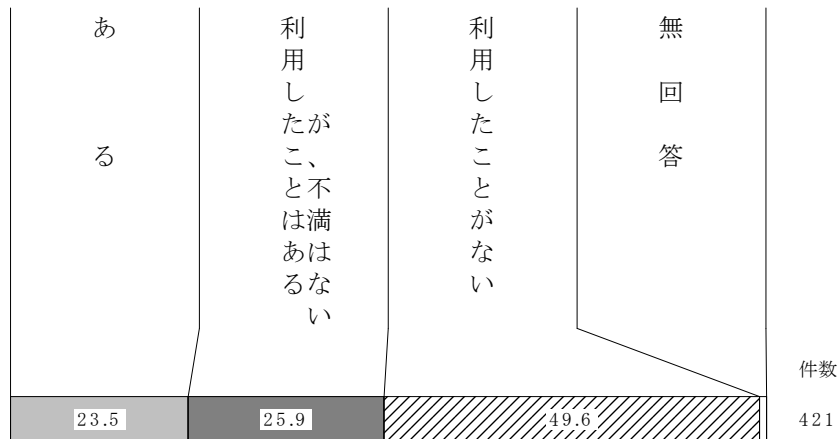 ある
利用したことはある
が、不満はない
利用したことがない
無回答
件数
23.5
25.9
49.6
421